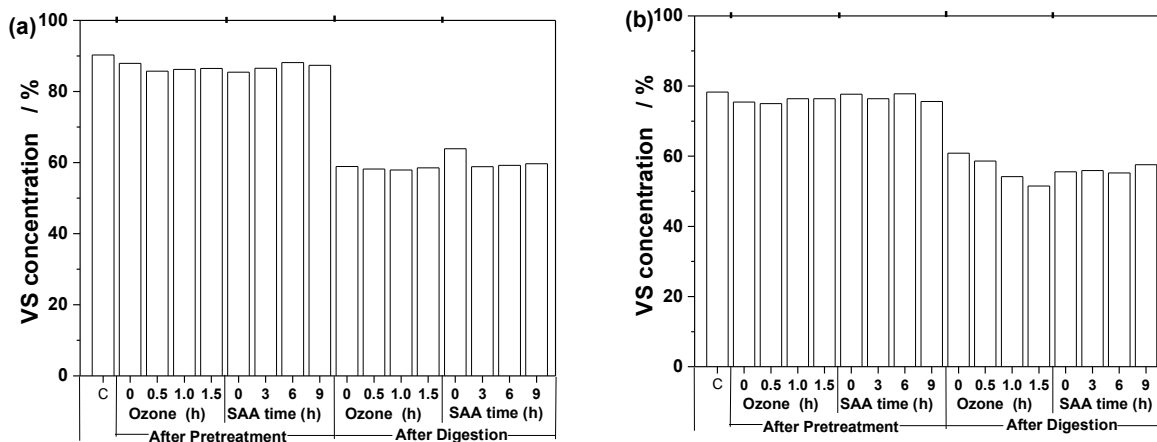 (a)
VS concentration / %
100
80
60
40
20
0
C 0 0.5 1.0 1.5 0 3 6 9 0 0.5 1.0 1.5 0 3 6 9
Ozone (h) SAA time (h) Ozone (h) SAA time (h)
After Pretreatment After Digestion
(b)
VS concentration / %
100
80
60
40
20
0
C 0 0.5 1.0 1.5 0 3 6 9 0 0.5 1.0 1.5 0 3 6 9
Ozone (h) SAA time (h) Ozone (h) SAA time (h)
After Pretreatment After Digestion